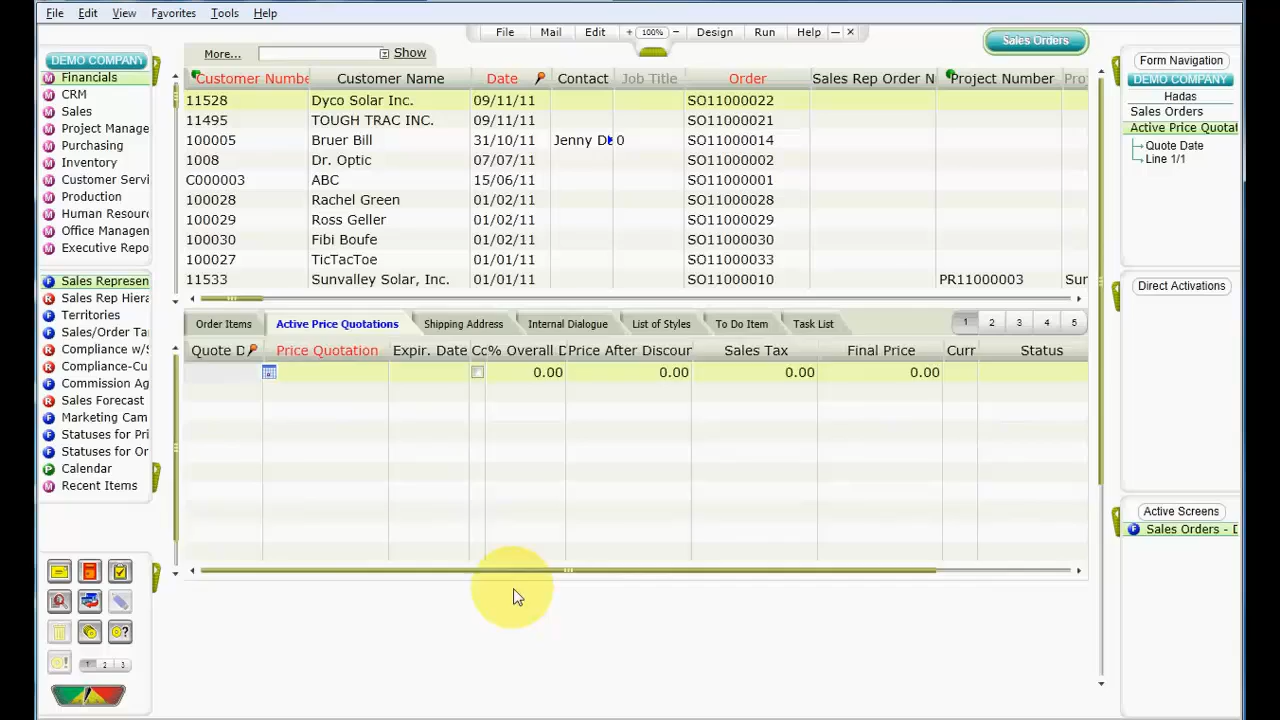 File Edit View Favorites Tools Help
File Mail Edit + 100% − Design Run Help
Sales Orders
More... Show
DEMO COMPANY
Financials
CRM
Sales
Project Manage
Purchasing
Inventory
Customer Servi
Production
Human Resourc
Office Managen
Executive Repo
Sales Represen
Sales Rep Hiera
Territories
Sales/Order Ta
Compliance w/S
Compliance-Cu
Commission Ag
Sales Forecast
Marketing Cam
Statuses for Pri
Statuses for Or
Calendar
Recent Items
1 2 3
Customer Numbe Customer Name Date Contact Job Title Order Sales Rep Order N Project Number Pro
11528 Dyco Solar Inc. 09/11/11 SO11000022
11495 TOUGH TRAC INC. 09/11/11 SO11000021
100005 Bruer Bill 31/10/11 Jenny D 0 SO11000014
1008 Dr. Optic 07/07/11 SO11000002
C000003 ABC 15/06/11 SO11000001
100028 Rachel Green 01/02/11 SO11000028
100029 Ross Geller 01/02/11 SO11000029
100030 Fibi Boufe 01/02/11 SO11000030
100027 TicTacToe 01/01/11 SO11000033
11533 Sunvalley Solar, Inc. 01/01/11 SO11000010 PR11000003 Sur
Order Items Active Price Quotations Shipping Address Internal Dialogue List of Styles To Do Item Task List 1 2 3 4 5
Quote D Price Quotation Expir. Date Cc % Overall D Price After Discour Sales Tax Final Price Curr Status
0.00 0.00 0.00 0.00
Form Navigation
DEMO COMPANY
Hadas
Sales Orders
Active Price Quotat
Quote Date
Line 1/1
Direct Activations
Active Screens
Sales Orders - D